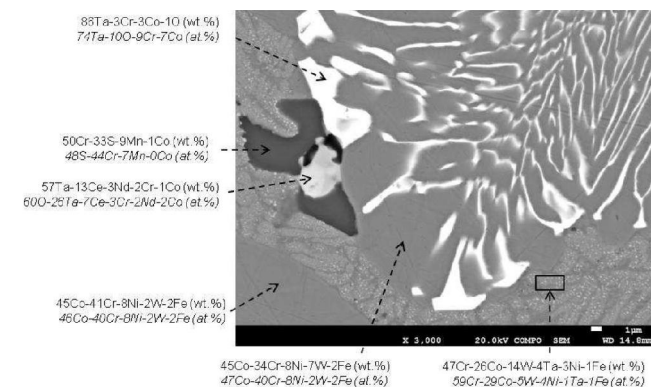 88Ta-3Cr-3Co-1O (wt.%)
74Ta-10O-9Cr-7Co (at.%)
50Cr-33S-9Mn-1Co (wt.%)
48S-44Cr-7Mn-0Co (at.%)
57Ta-13Ce-3Nd-2Cr-1Co (wt.%)
60O-26Ta-7Ce-3Cr-2Nd-2Co (at.%)
45Co-41Cr-8Ni-2W-2Fe (wt.%)
46Co-40Cr-8Ni-2W-2Fe (at.%)
1µm
X 3,000 20.0kV COMPO SEM WD 14.8mm
45Co-34Cr-8Ni-7W-2Fe (wt.%)
47Co-40Cr-8Ni-2W-2Fe (at.%)
47Cr-26Co-14W-4Ta-3Ni-1Fe (wt.%)
59Cr-29Co-5W-4Ni-1Ta-1Fe (at.%)